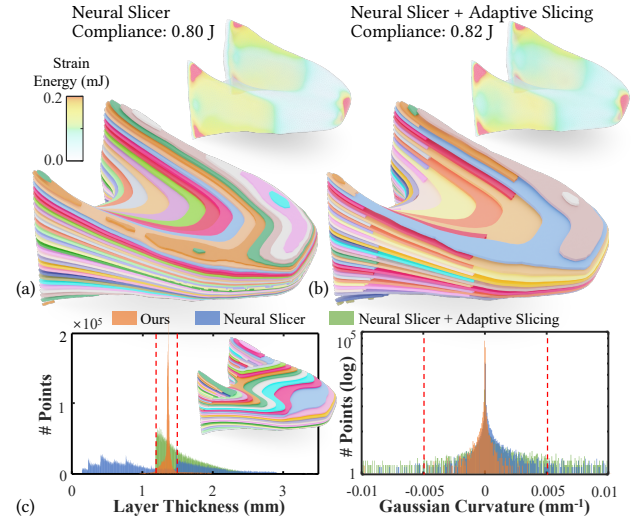 Neural Slicer
Compliance: 0.80 J
Neural Slicer + Adaptive Slicing
Compliance: 0.82 J
Strain
Energy (mJ)
0.2
0.0
(a)
(b)
Ours
Neural Slicer
Neural Slicer + Adaptive Slicing
×10⁵
# Points
2
1
0
0
1
2
3
Layer Thickness (mm)
# Points (log)
10⁵
1
-0.01
-0.005
0
0.005
0.01
Gaussian Curvature (mm⁻¹)
(c)